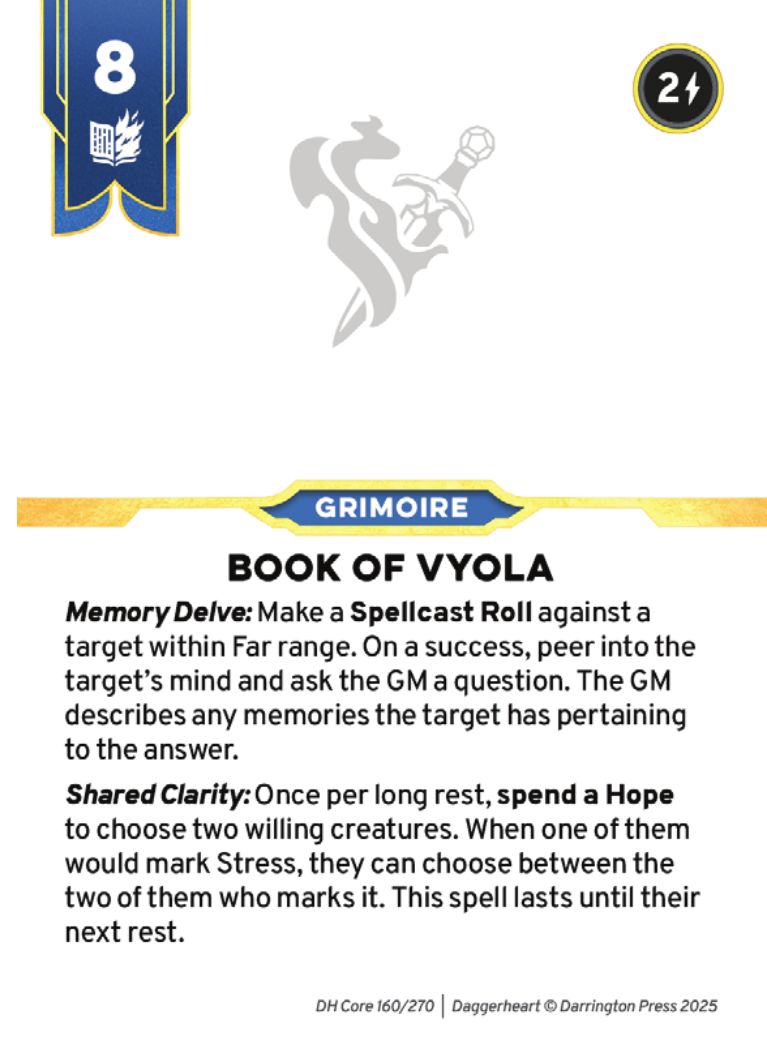 8
2
GRIMOIRE
BOOK OF VYOLA
Memory Delve: Make a Spellcast Roll against a
target within Far range. On a success, peer into the
target’s mind and ask the GM a question. The GM
describes any memories the target has pertaining
to the answer.
Shared Clarity: Once per long rest, spend a Hope
to choose two willing creatures. When one of them
would mark Stress, they can choose between the
two of them who marks it. This spell lasts until their
next rest.
DH Core 160/270 | Daggerheart © Darrington Press 2025